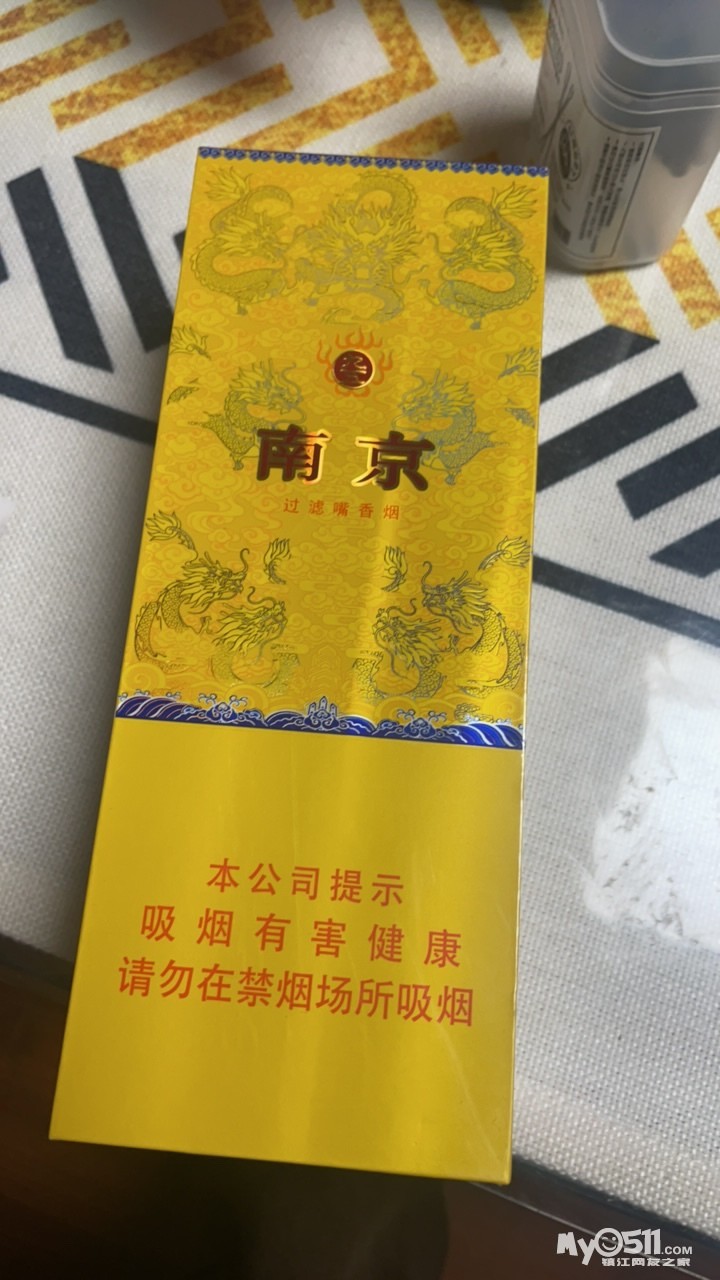 南京
过滤嘴香烟
本公司提示
吸烟有害健康
请勿在禁烟场所吸烟
MY0511.COM
镇江网友之家